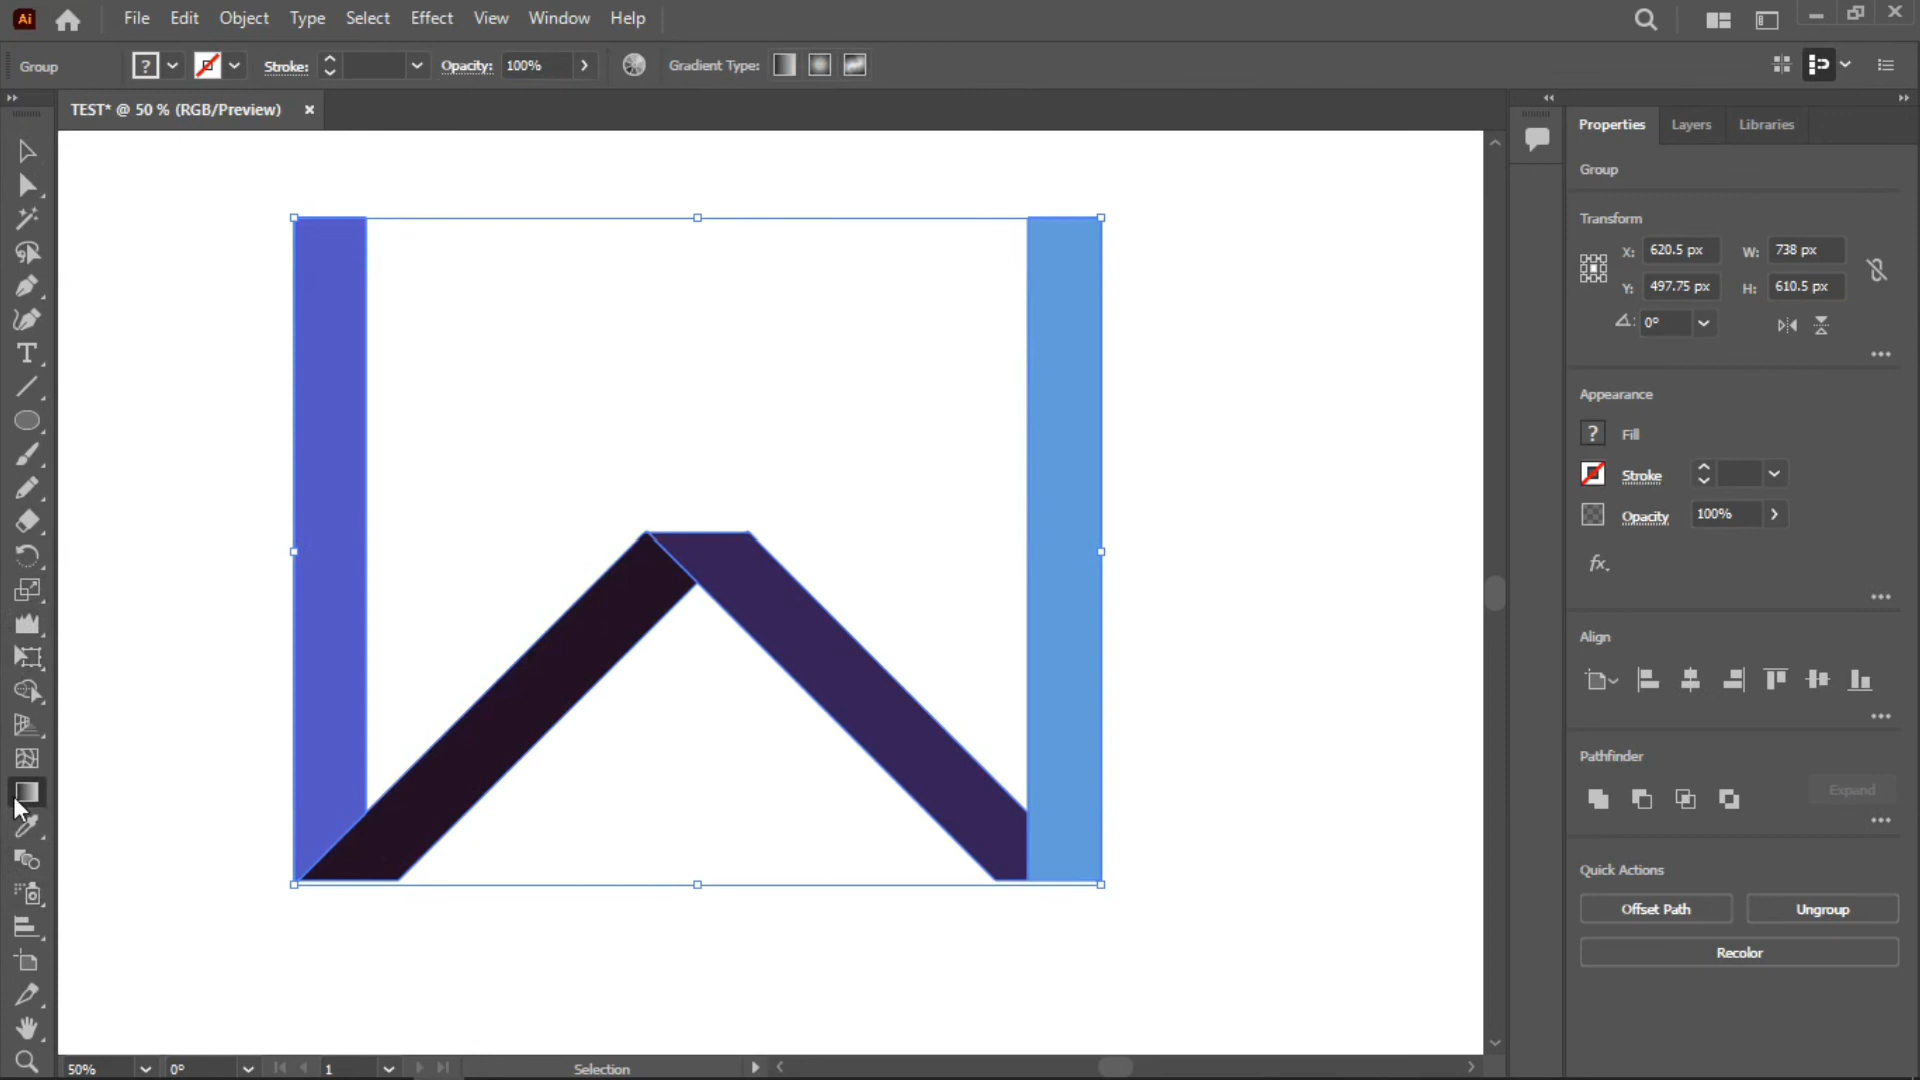 Ai File Edit Object Type Select Effect View Window Help
Group ? Stroke: Opacity: 100% Gradient Type:
TEST* @ 50 % (RGB/Preview) ×
Properties Layers Libraries
Group
Transform
X: 620.5 px W: 738 px
Y: 497.75 px H: 610.5 px
0°
Appearance
? Fill
Stroke
Opacity 100%
fx.
Align
Pathfinder
Expand
Quick Actions
Offset Path Ungroup
Recolor
50% 0° 1 Selection